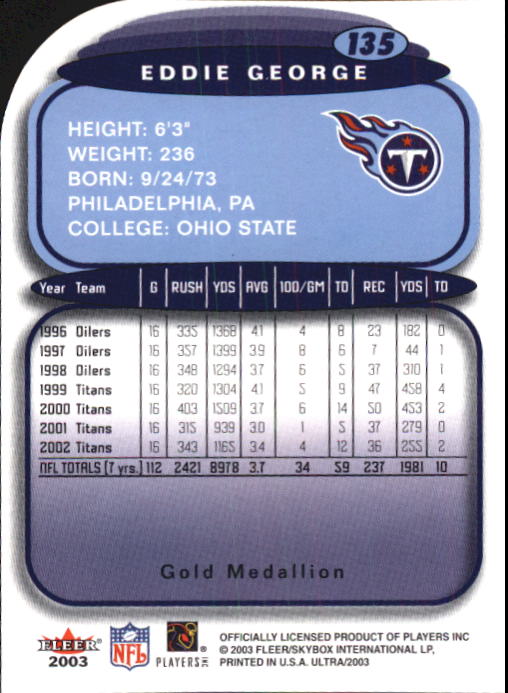 135
EDDIE GEORGE
HEIGHT: 6'3"
WEIGHT: 236
BORN: 9/24/73
PHILADELPHIA, PA
COLLEGE: OHIO STATE
T
Year Team G RUSH YDS AVG 100/GM TD REC YDS TD
1996 Oilers 16 335 1368 4.1 4 8 23 182 0
1997 Oilers 16 357 1399 3.9 8 6 7 44 1
1998 Oilers 16 348 1294 3.7 6 5 37 310 1
1999 Titans 16 320 1304 4.1 5 9 47 458 4
2000 Titans 16 403 1509 3.7 6 14 50 453 2
2001 Titans 16 315 939 3.0 1 5 37 279 0
2002 Titans 16 343 1165 3.4 4 12 36 255 2
NFL TOTALS (7 yrs.) 112 2421 8978 3.7 34 59 237 1981 10
Gold Medallion
FLEER
2003
NFL
PLAYERS INC
OFFICIALLY LICENSED PRODUCT OF PLAYERS INC
© 2003 FLEER/SKYBOX INTERNATIONAL LP,
PRINTED IN U.S.A. ULTRA/2003